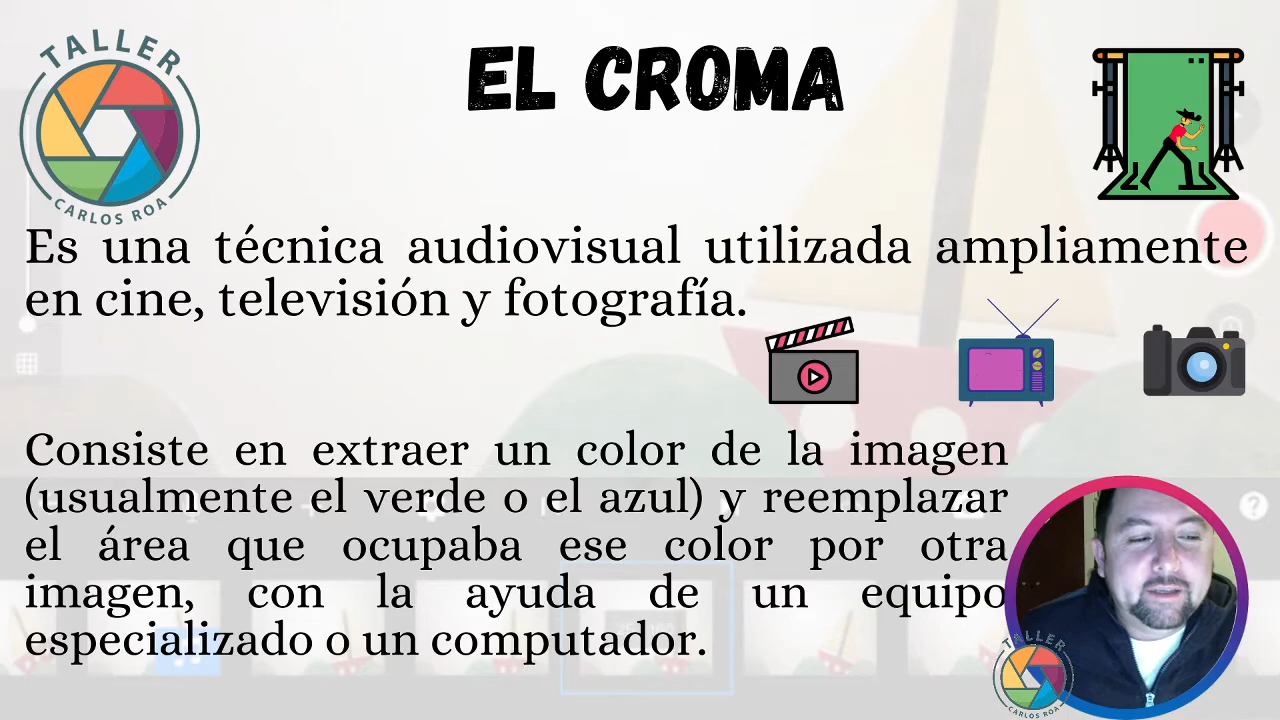 TALLER
CARLOS ROA
EL CROMA
Es una técnica audiovisual utilizada ampliamente
en cine, televisión y fotografía.
Consiste en extraer un color de la imagen
(usualmente el verde o el azul) y reemplazar
el área que ocupaba ese color por otra
imagen, con la ayuda de un equipo
especializado o un computador.
?
TALLER
CARLOS ROA